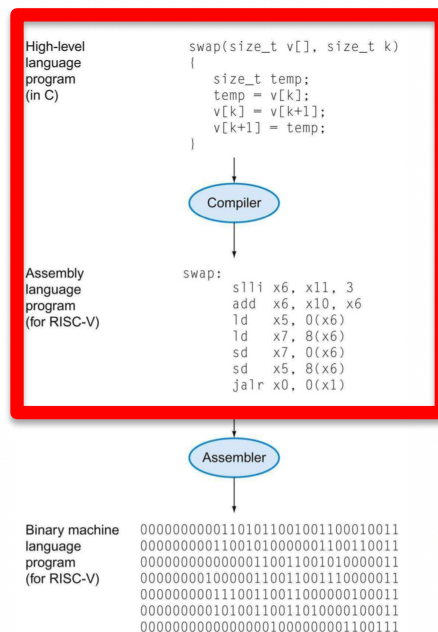 High-level
language
program
(in C)
swap(size_t v[], size_t k)
{
size_t temp;
temp = v[k];
v[k] = v[k+1];
v[k+1] = temp;
}
Compiler
Assembly
language
program
(for RISC-V)
swap:
slli x6, x11, 3
add x6, x10, x6
ld x5, 0(x6)
ld x7, 8(x6)
sd x7, 0(x6)
sd x5, 8(x6)
jalr x0, 0(x1)
Assembler
Binary machine
language
program
(for RISC-V)
00000000001101011001001100010011
00000000011001010000001100110011
00000000000000110011001010000011
00000000100000110011001110000011
00000000011100110011000000100011
00000000010100110011010000100011
00000000000000001000000001100111